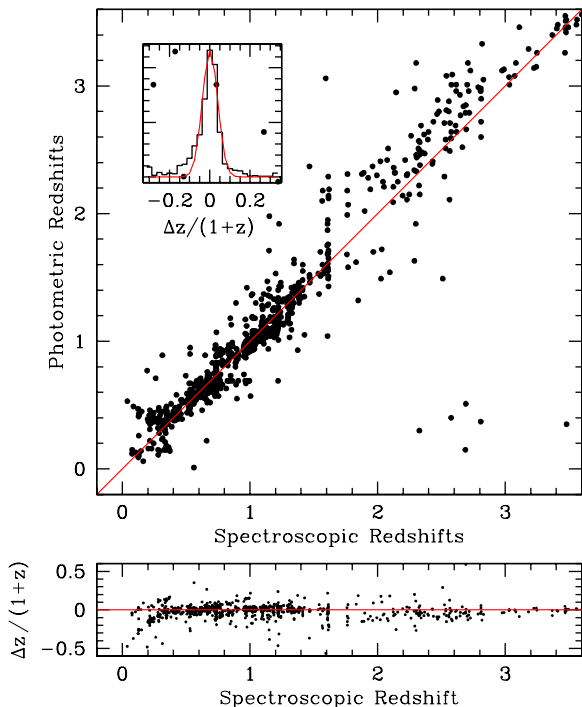 3
2
1
0
Photometric Redshifts
−0.2 0 0.2
Δz/(1+z)
0 1 2 3
Spectroscopic Redshifts
0.5
0
−0.5
Δz/(1+z)
0 1 2 3
Spectroscopic Redshift